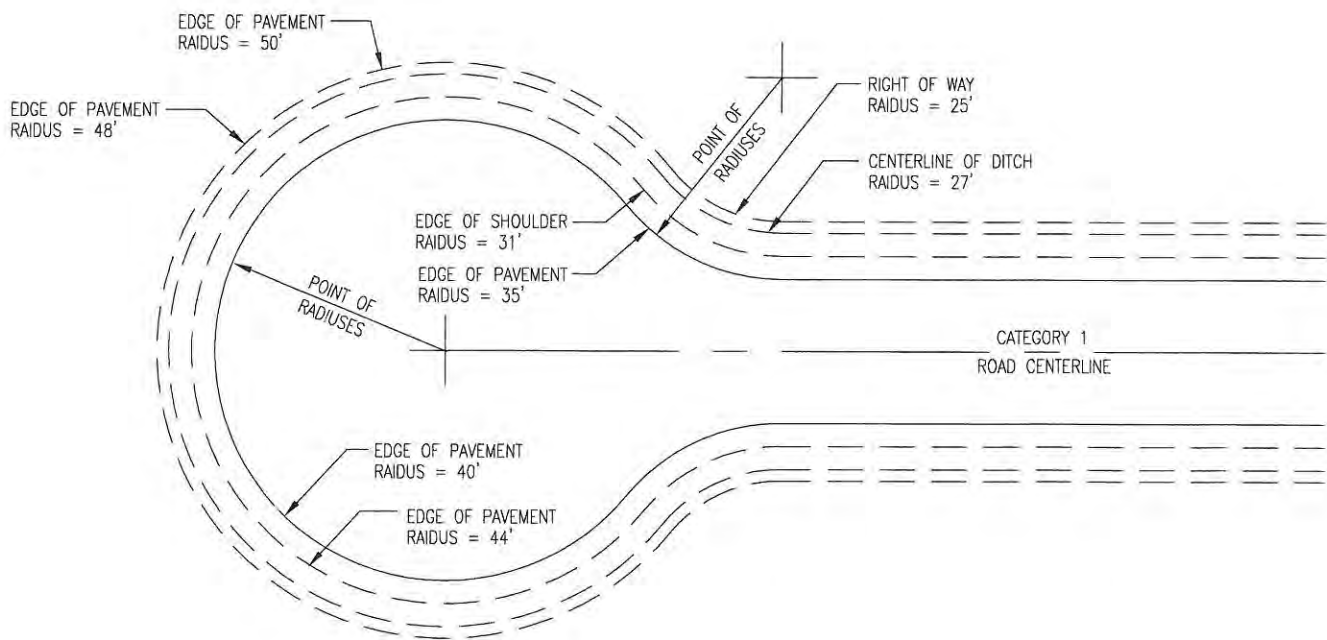 EDGE OF PAVEMENT
RAIDUS = 50'
EDGE OF PAVEMENT
RAIDUS = 48'
POINT OF
RADIUSES
RIGHT OF WAY
RAIDUS = 25'
CENTERLINE OF DITCH
RAIDUS = 27'
EDGE OF SHOULDER
RAIDUS = 31'
EDGE OF PAVEMENT
RAIDUS = 35'
POINT OF
RADIUSES
CATEGORY 1
ROAD CENTERLINE
EDGE OF PAVEMENT
RAIDUS = 40'
EDGE OF PAVEMENT
RAIDUS = 44'